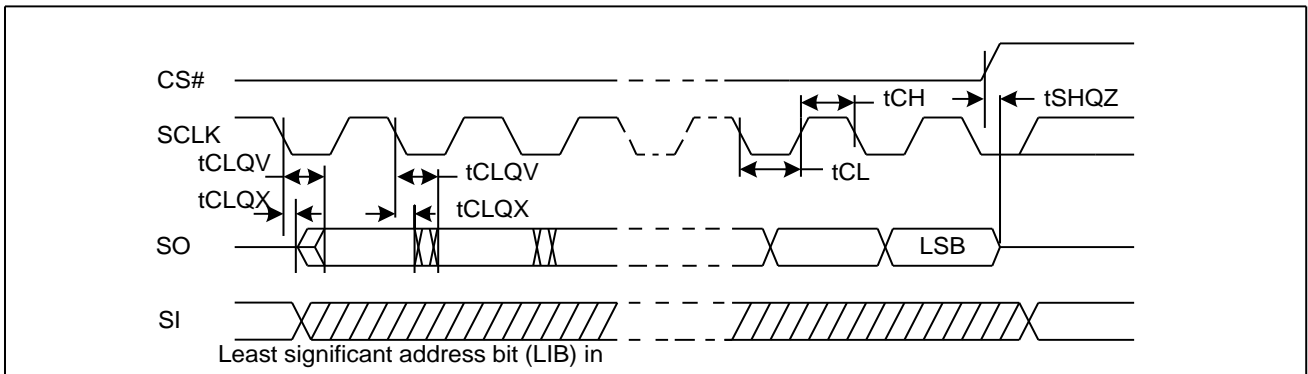 CS#
tCH
tSHQZ
SCLK
tCLQV
tCLQV
tCL
tCLQX
tCLQX
SO
LSB
SI
Least significant address bit (LIB) in